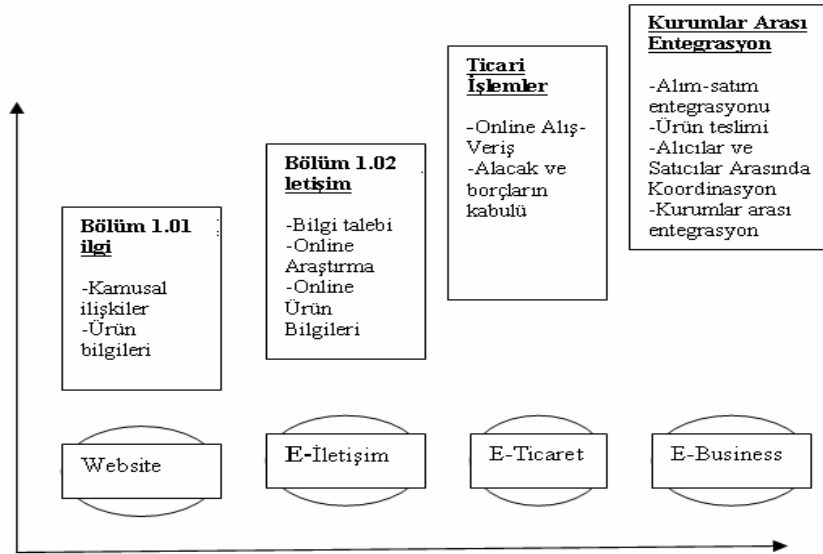 Bölüm 1.01
ilgi
-Kamusal
ilişkiler
-Ürün
bilgileri
Website
Bölüm 1.02
letişim
-Bilgi talebi
-Online
Araştırma
-Online
Ürün
Bilgileri
E-İletişim
Ticari
İşlemler
-Online Alış-
Veriş
-Alacak ve
borçların
kabulü
E-Ticaret
Kurumlar Arası
Entegrasyon
-Alım-satım
entegrasyonu
-Ürün teslimi
-Alıcılar ve
Satıcılar Arasında
Koordinasyon
-Kurumlar arası
entegrasyon
E-Business